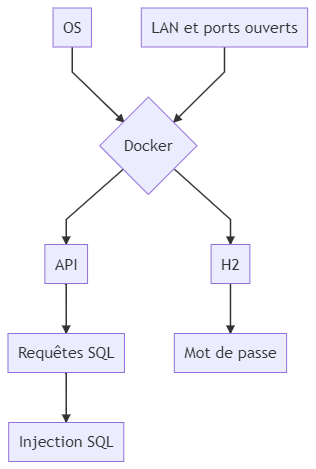 OS
LAN et ports ouverts
Docker
API
H2
Requêtes SQL
Mot de passe
Injection SQL